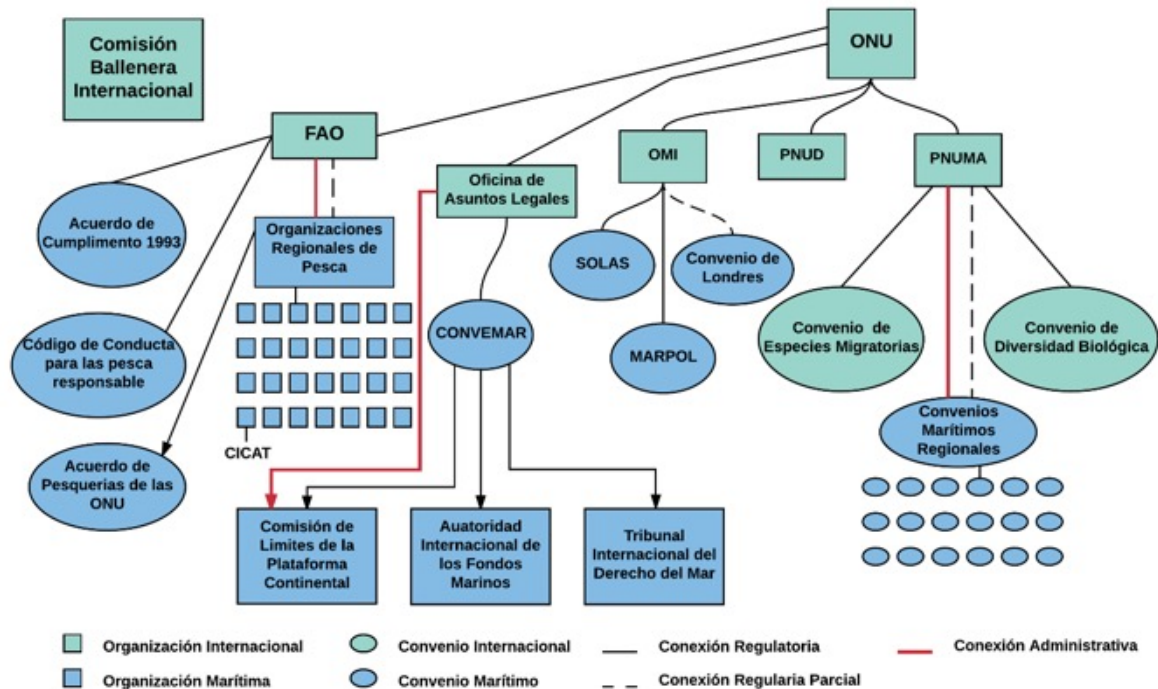 Comisión
Ballenera
Internacional
ONU
FAO
OMI
PNUD
PNUMA
Oficina de
Asuntos Legales
Acuerdo de
Cumplimento 1993
Organizaciones
Regionales de
Pesca
SOLAS
Convenio de
Londres
Código de Conducta
para las pesca
responsable
CONVEMAR
MARPOL
Convenio de
Especies Migratorias
Convenio de
Diversidad Biológica
Convenios
Marítimos
Regionales
CICAT
Acuerdo de
Pesquerias de las
ONU
Comisión de
Limites de la
Plataforma
Continental
Auatoridad
Internacional de
los Fondos
Marinos
Tribunal
Internacional del
Derecho del Mar
Organización Internacional
Convenio Internacional
Conexión Regulatoria
Conexión Administrativa
Organización Marítima
Convenio Marítimo
Conexión Regularia Parcial